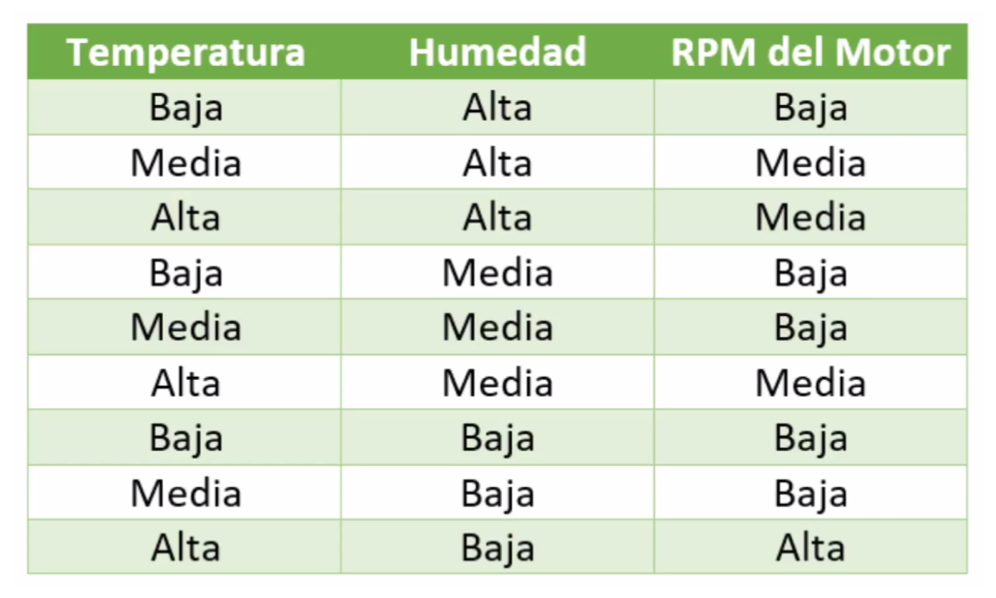 Temperatura Humedad RPM del Motor
Baja Alta Baja
Media Alta Media
Alta Alta Media
Baja Media Baja
Media Media Baja
Alta Media Media
Baja Baja Baja
Media Baja Baja
Alta Baja Alta